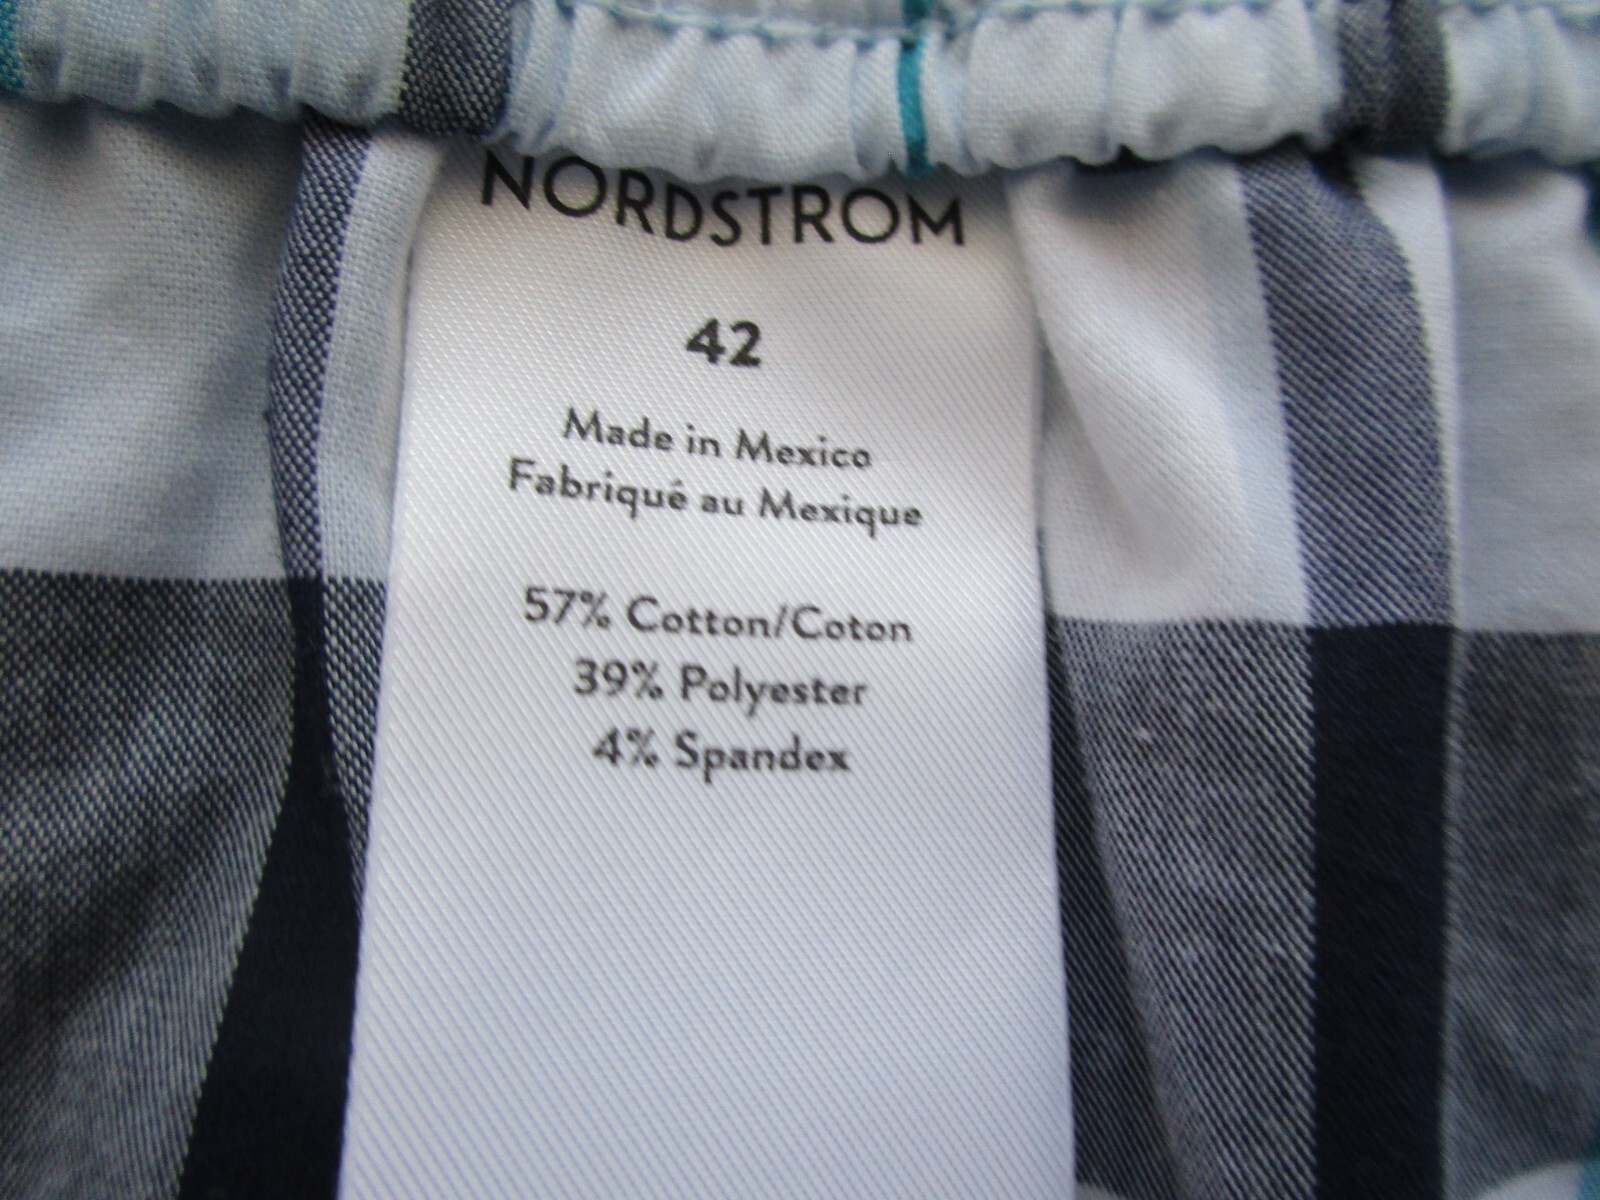 NORDSTROM
42
Made in Mexico
Fabriqué au Mexique
57% Cotton/Coton
39% Polyester
4% Spandex